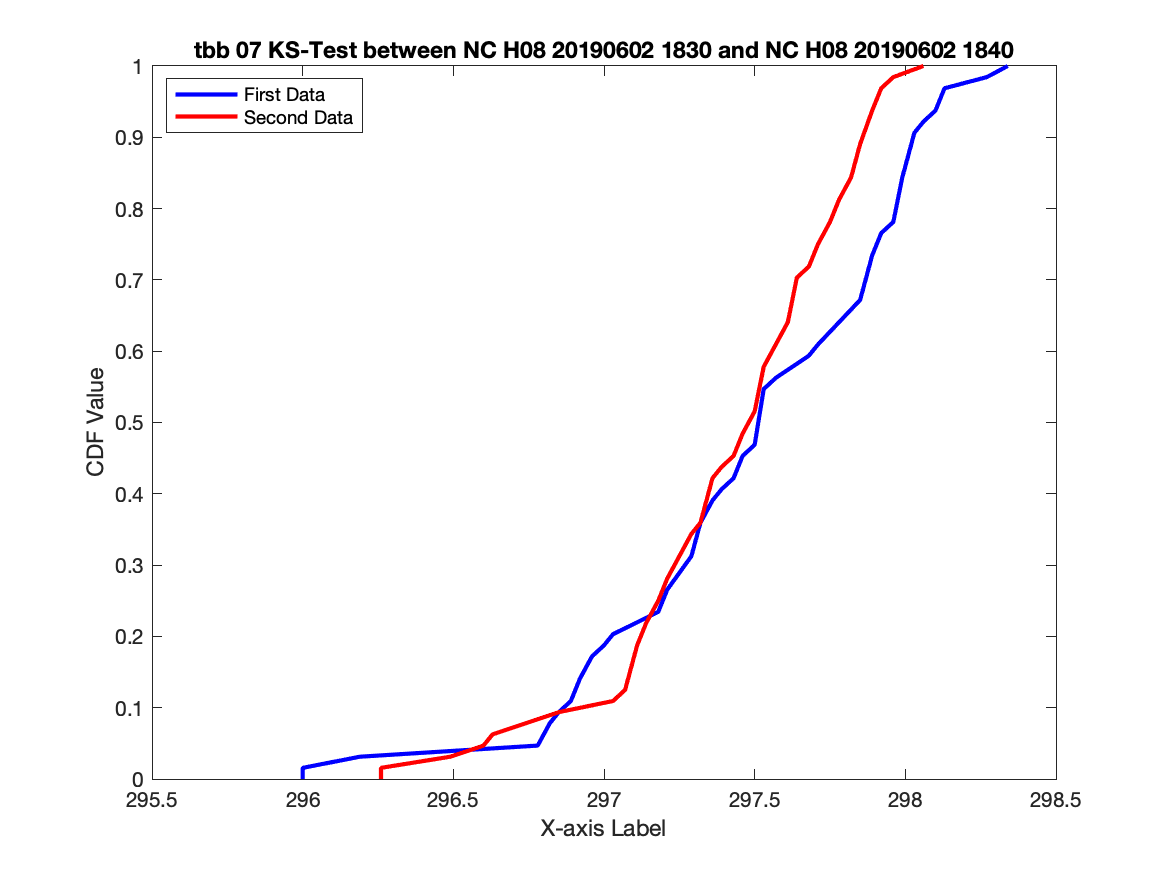 tbb 07 KS-Test between NC H08 20190602 1830 and NC H08 20190602 1840
First Data
Second Data
1
0.9
0.8
0.7
0.6
0.5
0.4
0.3
0.2
0.1
0
CDF Value
295.5 296 296.5 297 297.5 298 298.5
X-axis Label